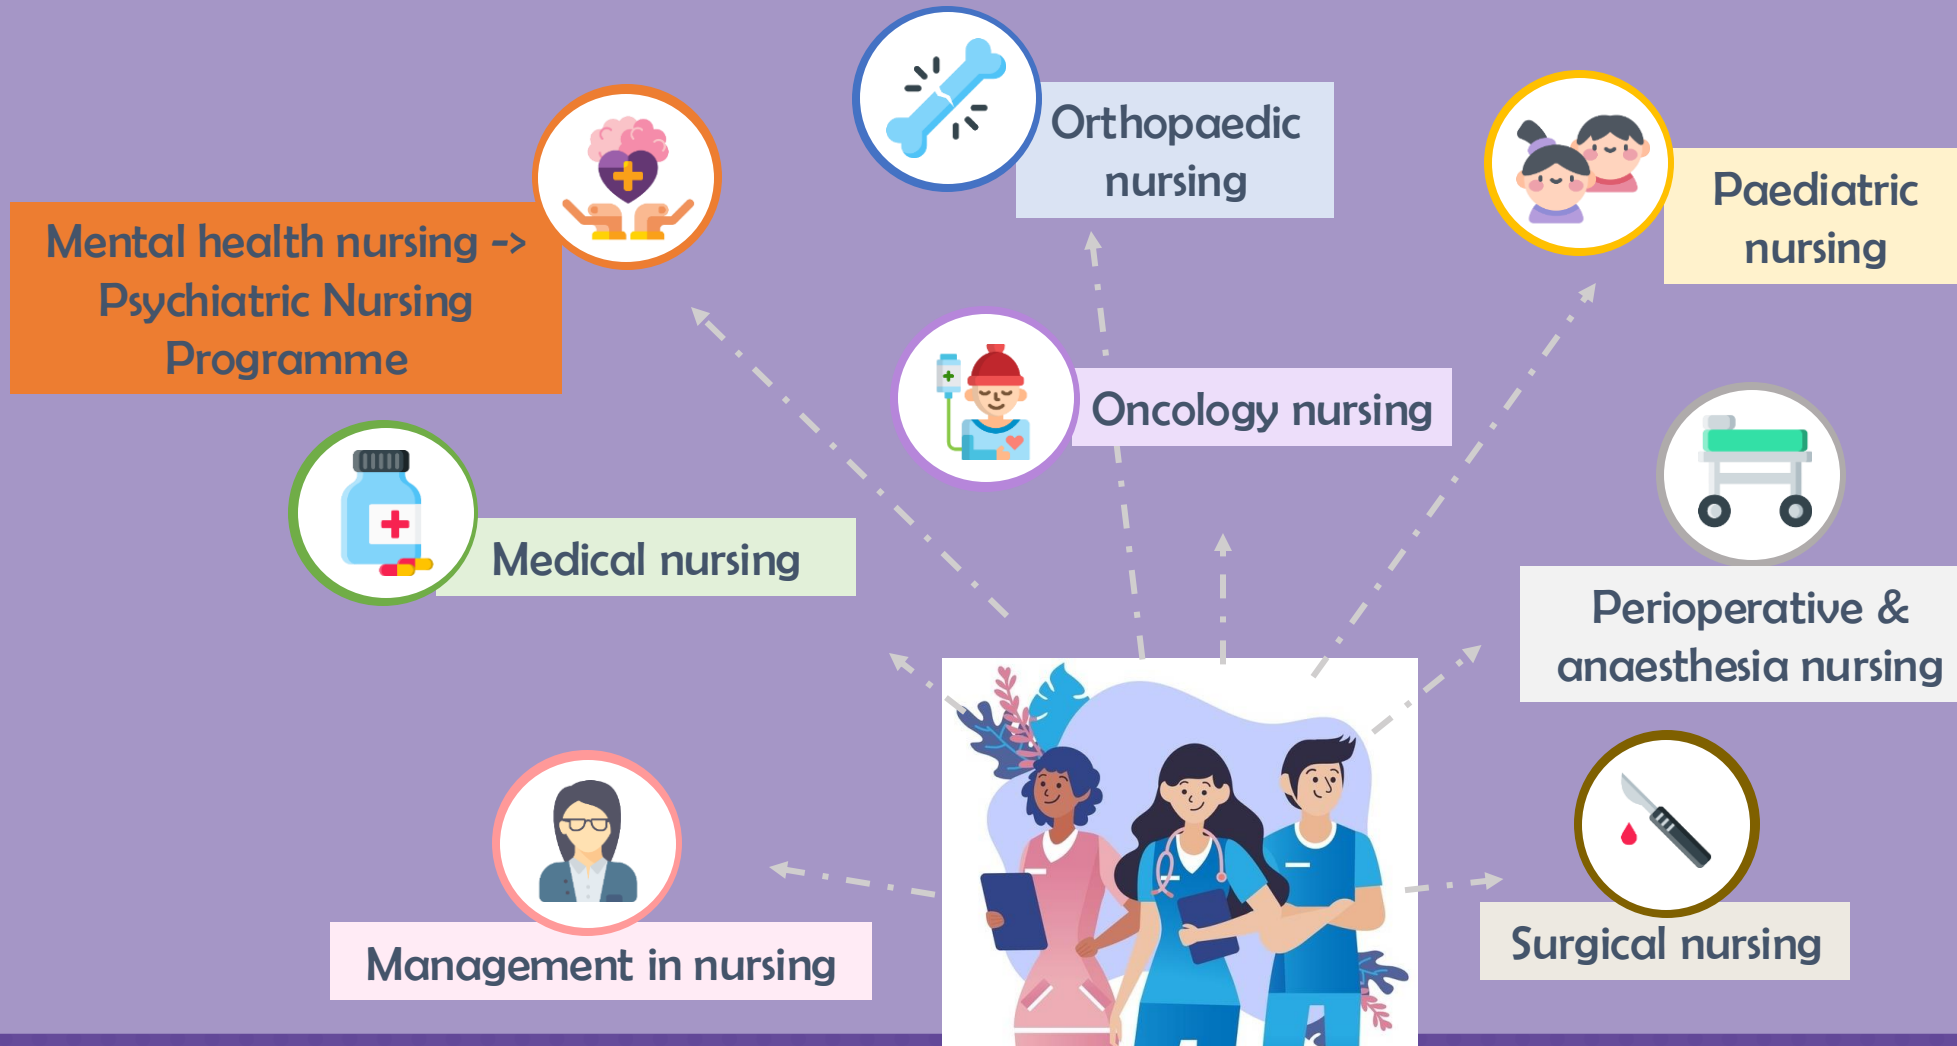 Orthopaedic
nursing
Paediatric
nursing
Mental health nursing ->
Psychiatric Nursing
Programme
Oncology nursing
Medical nursing
Perioperative &
anaesthesia nursing
Management in nursing
Surgical nursing